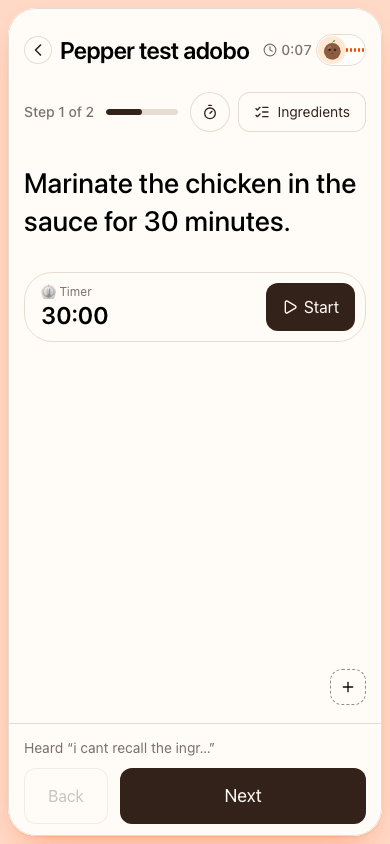 Pepper test adobo
0:07
Step 1 of 2
Ingredients
Marinate the chicken in the
sauce for 30 minutes.
Timer
30:00
Start
Heard “i cant recall the ingr…”
Back
Next